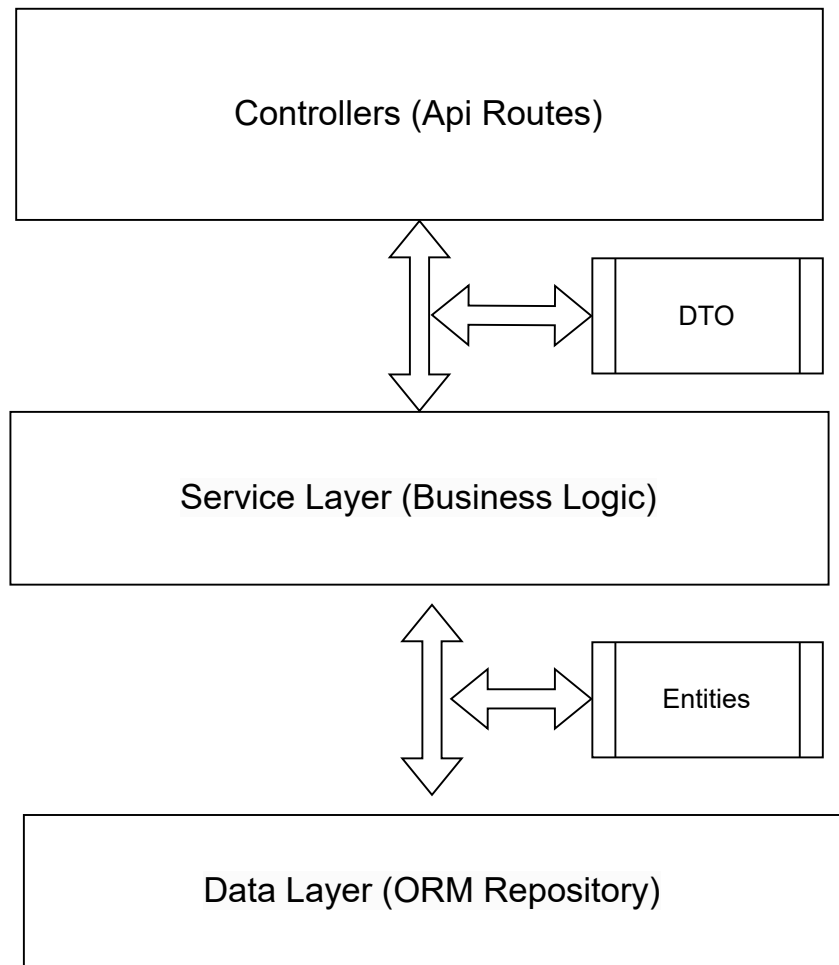 Controllers (Api Routes)
DTO
Service Layer (Business Logic)
Entities
Data Layer (ORM Repository)